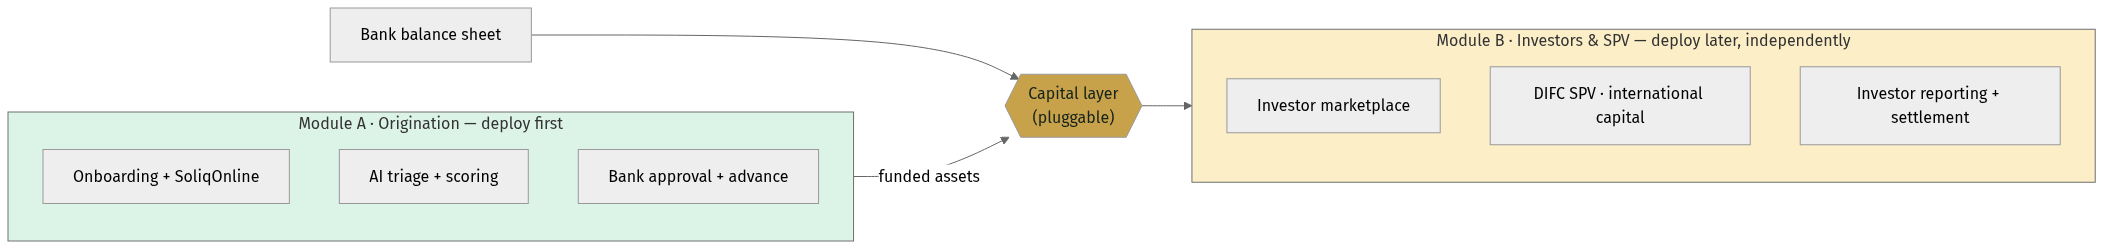 Bank balance sheet
Module A · Origination — deploy first
Onboarding + SoliqOnline
AI triage + scoring
Bank approval + advance
funded assets
Capital layer
(pluggable)
Module B · Investors & SPV — deploy later, independently
Investor marketplace
DIFC SPV · international
capital
Investor reporting +
settlement